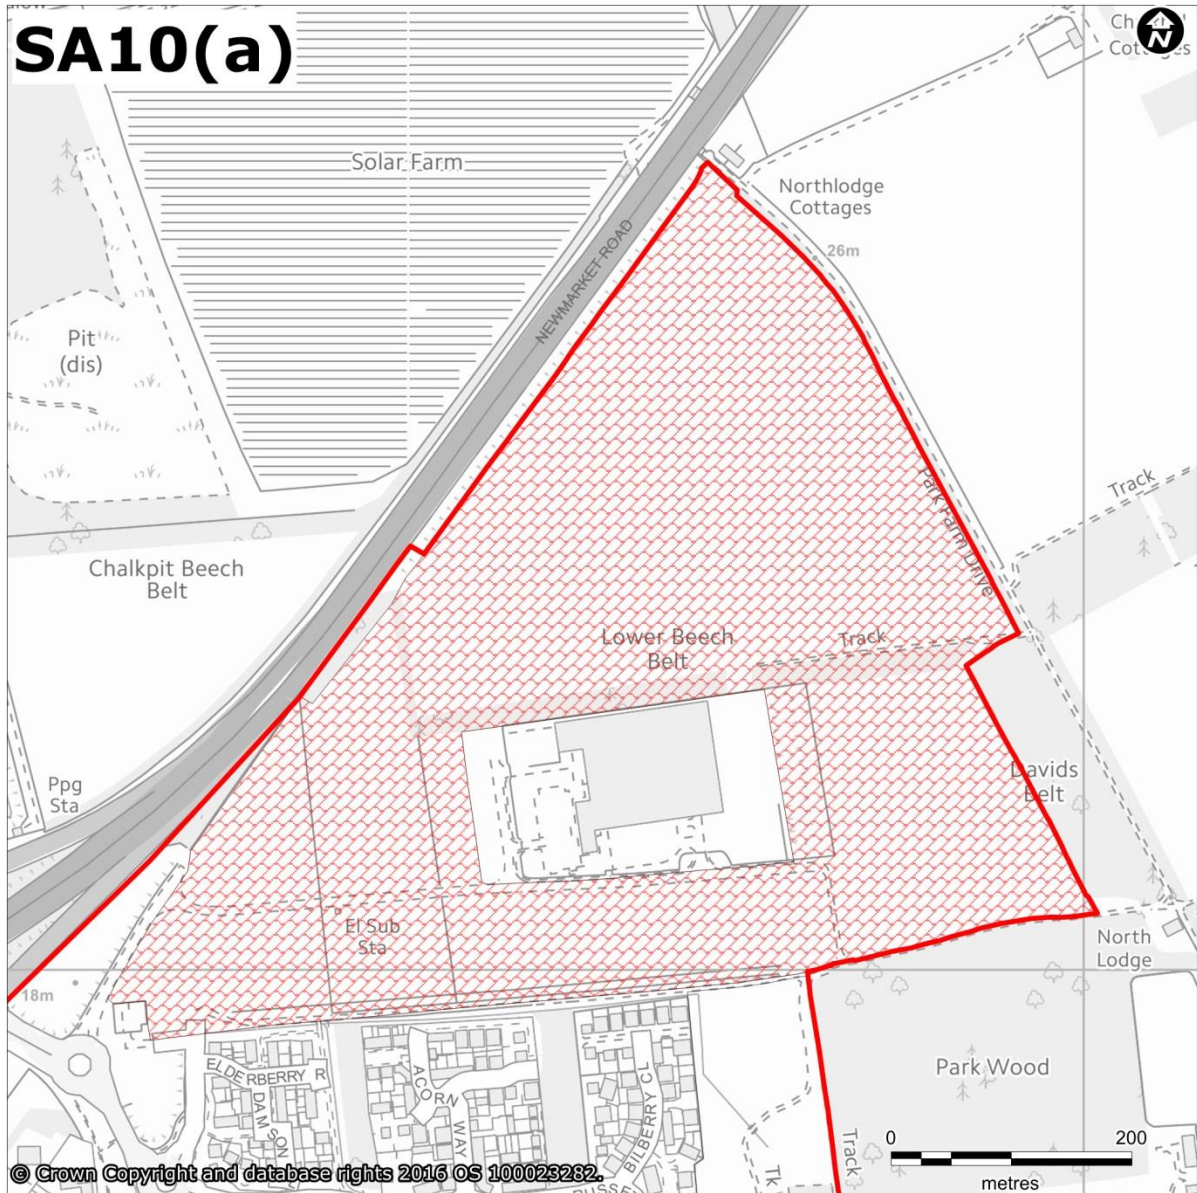 SA10(a)
N
Cottages
Solar Farm
Northlodge
Cottages
26m
NEWMARKET ROAD
Pit
(dis)
Park Farm Drive
Track
Chalkpit Beech
Belt
Lower Beech
Belt
Track
Davids
Belt
Ppg
Sta
El Sub
Sta
North
Lodge
18m
ELDERBERRY R
DAMSON
ACORN WAY
BILBERRY CL
Park Wood
Track
Tk
0 200
metres
© Crown Copyright and database rights 2016 OS 100023282.